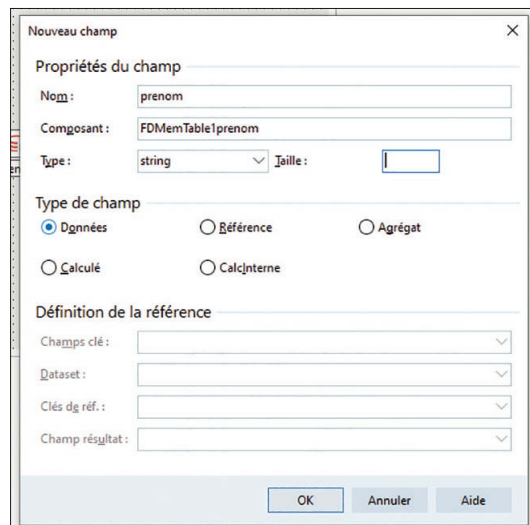 Nouveau champ
Propriétés du champ
Nom : prenom
Composant : FDMemTable1prenom
Type : string Taille :
Type de champ
Données Référence Agrégat
Calculé CalcInterne
Définition de la référence
Champs clé :
Dataset :
Clés de réf. :
Champ résultat :
OK Annuler Aide